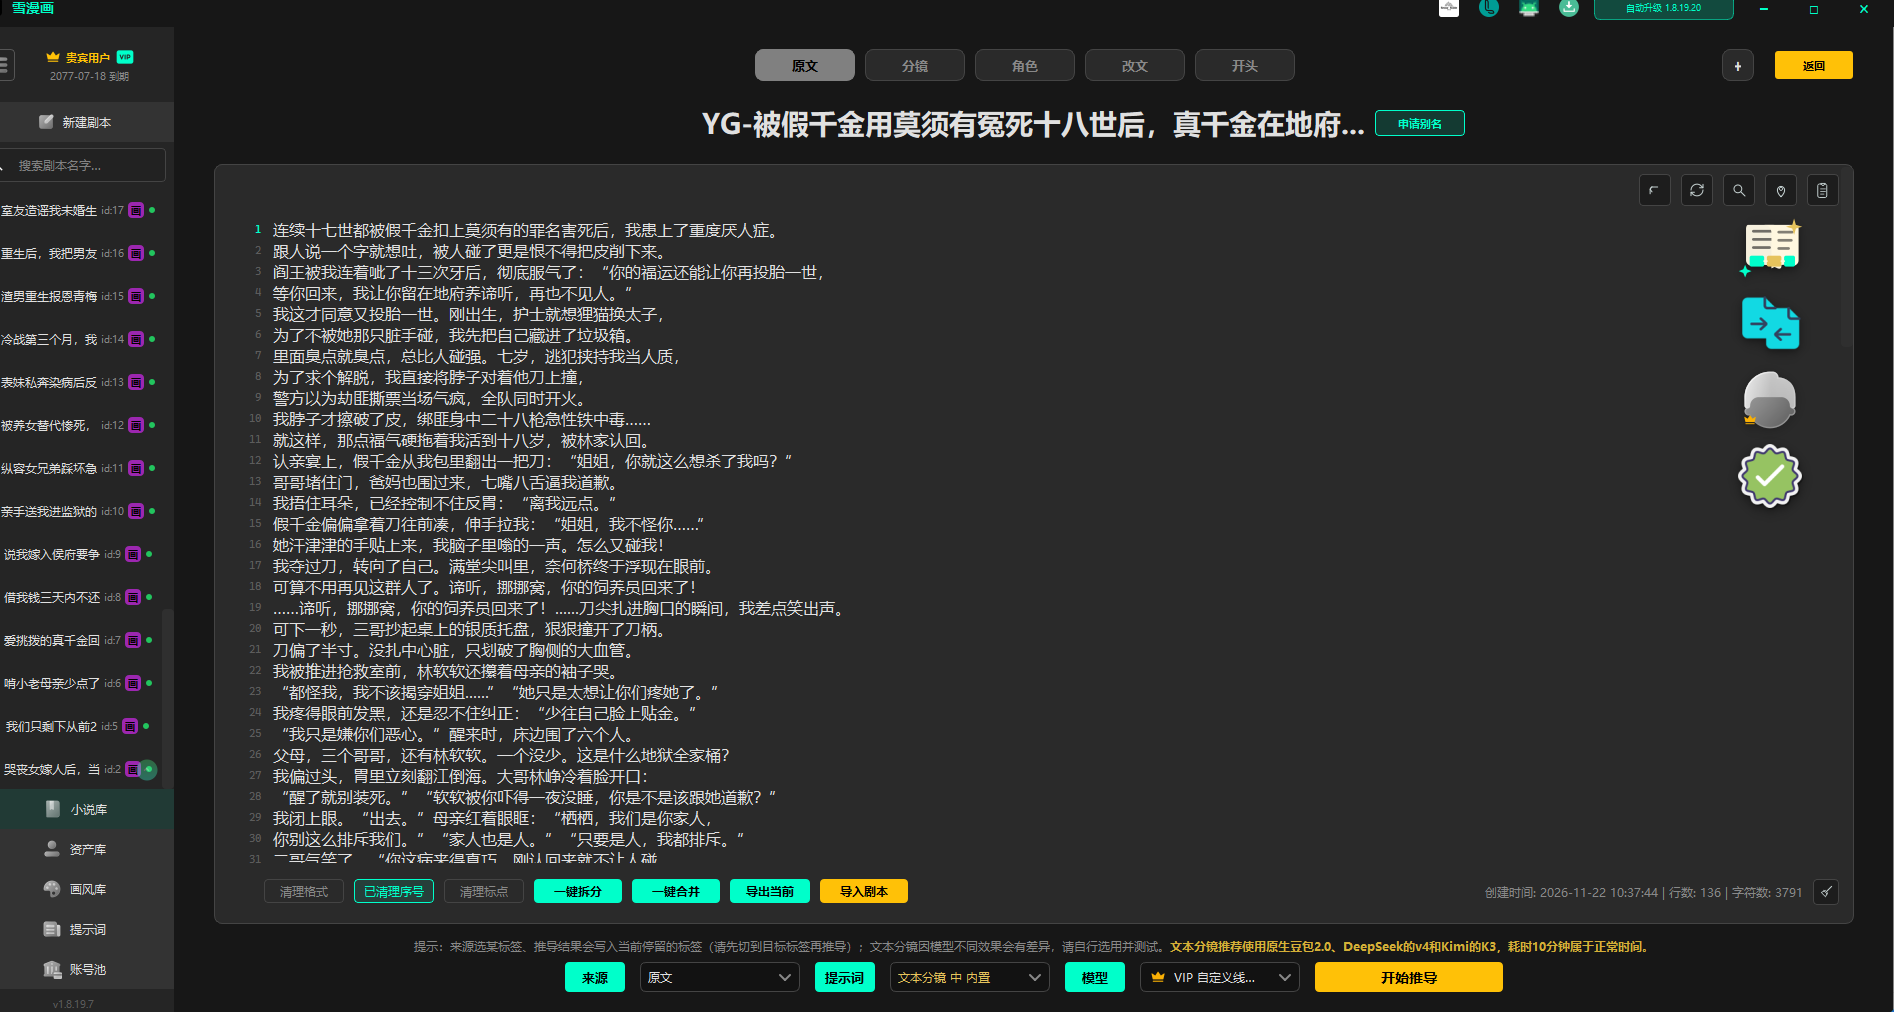 雪漫画
自助升级 1.8.19.20
贵宾用户 VIP
2077-07-18 到期
新建剧本
搜索剧本名字...
室友造谣我未婚生 id:17 画
重生后，我把男友 id:16 画
渣男重生报恩青梅 id:15 画
冷战第三个月，我 id:14 画
表妹私奔染病后反 id:13 画
被养女替代惨死， id:12 画
纵容女兄弟踩坏急 id:11 画
亲手送我进监狱的 id:10 画
说我嫁入侯府要争 id:9 画
借我钱三天内不还 id:8 画
爱挑拨的真千金回 id:7 画
啃小老母亲少点了 id:6 画
我们只剩下从前2 id:5 画
哭丧女嫁人后，当 id:2 画
小说库
资产库
画风库
提示词
账号池
v1.8.19.7
原文 分镜 角色 改文 开头
+ 返回
YG-被假千金用莫须有冤死十八世后，真千金在地府... 申请别名
1 连续十七世都被假千金扣上莫须有的罪名害死后，我患上了重度厌人症。
2 跟人说一个字就想吐，被人碰了更是恨不得把皮削下来。
3 阎王被我连着呲了十三次牙后，彻底服气了：“你的福运还能让你再投胎一世，
4 等你回来，我让你留在地府养谛听，再也不见人。”
5 我这才同意又投胎一世。刚出生，护士就想狸猫换太子，
6 为了不被她那只脏手碰，我先把自己藏进了垃圾箱。
7 里面臭点就臭点，总比人碰强。七岁，逃犯挟持我当人质，
8 为了求个解脱，我直接将脖子对着他刀上撞，
9 警方以为劫匪撕票当场气疯，全队同时开火。
10 我脖子才擦破了皮，绑匪身中二十八枪急性铁中毒……
11 就这样，那点福气硬拖着我活到十八岁，被林家认回。
12 认亲宴上，假千金从我包里翻出一把刀：“姐姐，你就这么想杀了我吗？”
13 哥哥堵住门，爸妈也围过来，七嘴八舌逼我道歉。
14 我捂住耳朵，已经控制不住反胃：“离我远点。”
15 假千金偏偏拿着刀往前凑，伸手拉我：“姐姐，我不怪你……”
16 她汗津津的手贴上来，我脑子里嗡的一声。怎么又碰我！
17 我夺过刀，转向了自己。满堂尖叫里，奈何桥终于浮现在眼前。
18 可算不用再见这群人了。谛听，挪挪窝，你的饲养员回来了！
19 ……谛听，挪挪窝，你的饲养员回来了！……刀尖扎进胸口的瞬间，我差点笑出声。
20 可下一秒，三哥抄起桌上的银质托盘，狠狠撞开了刀柄。
21 刀偏了半寸。没扎中心脏，只划破了胸侧的大血管。
22 我被推进抢救室前，林软软还攥着母亲的袖子哭。
23 “都怪我，我不该揭穿姐姐……”“她只是太想让你们疼她了。”
24 我疼得眼前发黑，还是忍不住纠正：“少往自己脸上贴金。”
25 “我只是嫌你们恶心。”醒来时，床边围了六个人。
26 父母，三个哥哥，还有林软软。一个没少。这是什么地狱全家桶？
27 我偏过头，胃里立刻翻江倒海。大哥林峥冷着脸开口：
28 “醒了就别装死。”“软软被你吓得一夜没睡，你是不是该跟她道歉？”
29 我闭上眼。“出去。”母亲红着眼眶：“栖栖，我们是你家人，
30 你别这么排斥我们。”“家人也是人。”“只要是人，我都排斥。”
31 二哥气笑了，“你这病来得真巧，刚认回来就不让人碰
清理格式 已清理序号 清理标点 一键拆分 一键合并 导出当前 导入剧本
创建时间: 2026-11-22 10:37:44 | 行数: 136 | 字符数: 3791
提示：来源选某标签、推导结果会写入当前停留的标签（请先切到目标标签再推导）；文本分镜因模型不同效果会有差异，请自行选用并测试。文本分镜推荐使用原生豆包2.0、DeepSeek的v4和Kimi的K3，耗时10分钟属于正常时间。
来源 原文 提示词 文本分镜 中 内置 模型 VIP 自定义线... 开始推导